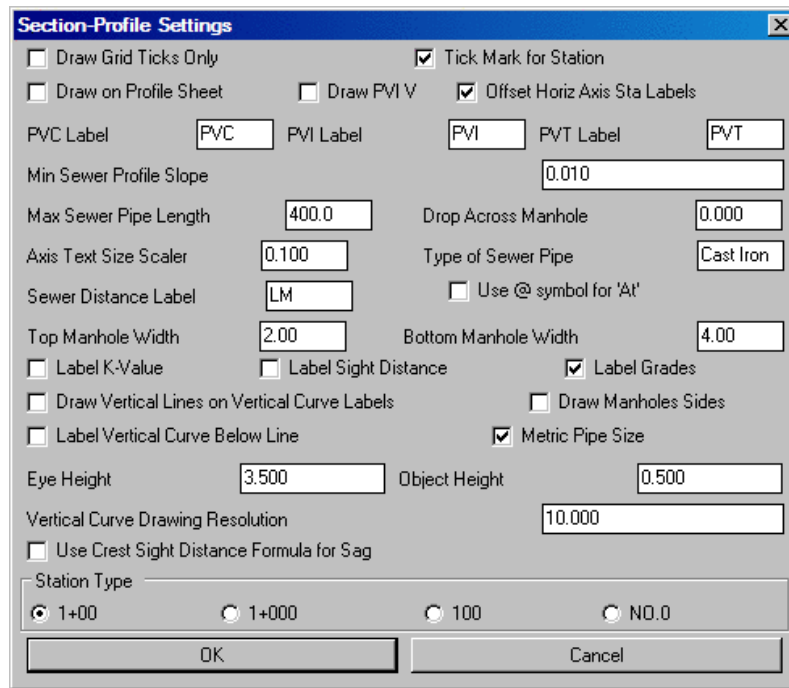 Section-Profile Settings
Draw Grid Ticks Only Tick Mark for Station
Draw on Profile Sheet Draw PVI V Offset Horiz Axis Sta Labels
PVC Label PVC PVI Label PVI PVT Label PVT
Min Sewer Profile Slope 0.010
Max Sewer Pipe Length 400.0 Drop Across Manhole 0.000
Axis Text Size Scaler 0.100 Type of Sewer Pipe Cast Iron
Sewer Distance Label LM Use @ symbol for 'At'
Top Manhole Width 2.00 Bottom Manhole Width 4.00
Label K-Value Label Sight Distance Label Grades
Draw Vertical Lines on Vertical Curve Labels Draw Manholes Sides
Label Vertical Curve Below Line Metric Pipe Size
Eye Height 3.500 Object Height 0.500
Vertical Curve Drawing Resolution 10.000
Use Crest Sight Distance Formula for Sag
Station Type
1+00 1+000 100 NO.0
OK Cancel